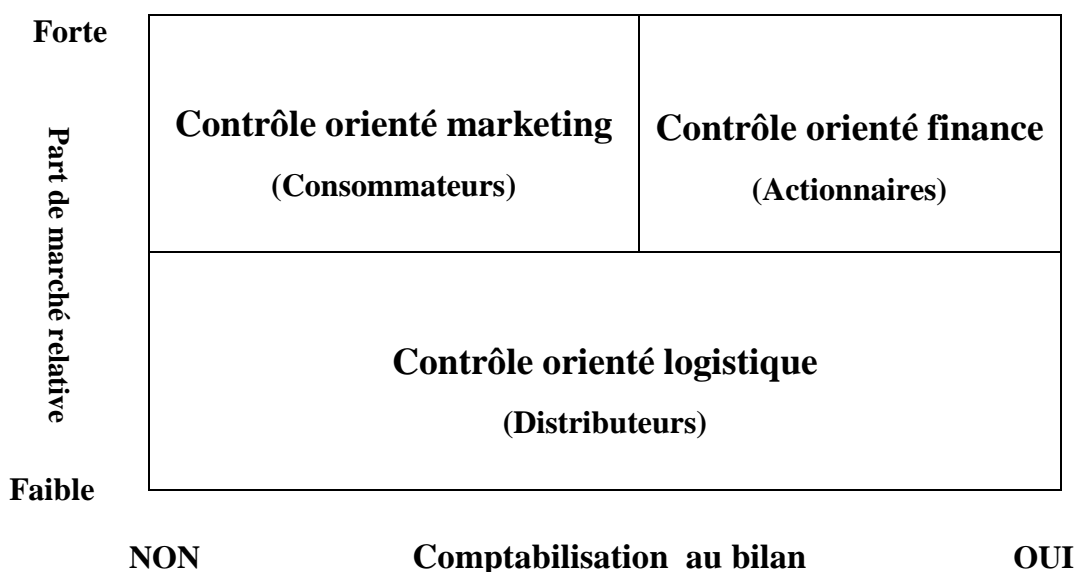 Forte
Contrôle orienté marketing
(Consommateurs)
Contrôle orienté finance
(Actionnaires)
Part de marché relative
Contrôle orienté logistique
(Distributeurs)
Faible
NON Comptabilisation au bilan OUI